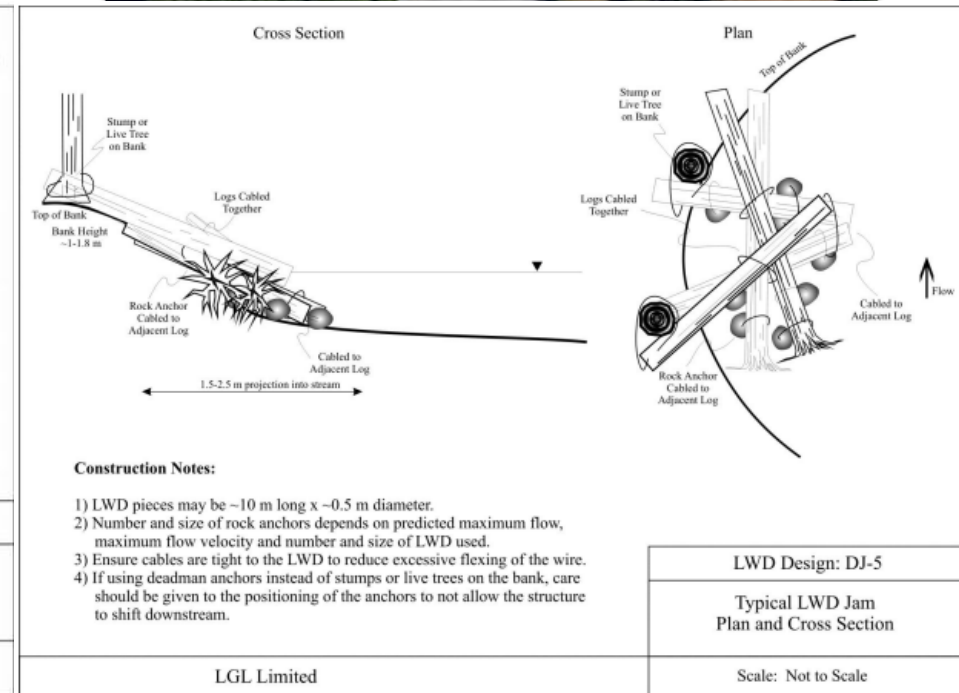 Cross Section
Stump or
Live Tree
on Bank
Logs Cabled
Together
Top of Bank
Bank Height
~1-1.8 m
Rock Anchor
Cabled to
Adjacent Log
Cabled to
Adjacent Log
1.5-2.5 m projection into stream
Plan
Top of Bank
Stump or
Live Tree
on Bank
Logs Cabled
Together
Flow
Cabled to
Adjacent Log
Rock Anchor
Cabled to
Adjacent Log
Construction Notes:
1) LWD pieces may be ~10 m long x ~0.5 m diameter.
2) Number and size of rock anchors depends on predicted maximum flow,
maximum flow velocity and number and size of LWD used.
3) Ensure cables are tight to the LWD to reduce excessive flexing of the wire.
4) If using deadman anchors instead of stumps or live trees on the bank, care
should be given to the positioning of the anchors to not allow the structure
to shift downstream.
LWD Design: DJ-5
Typical LWD Jam
Plan and Cross Section
LGL Limited
Scale: Not to Scale